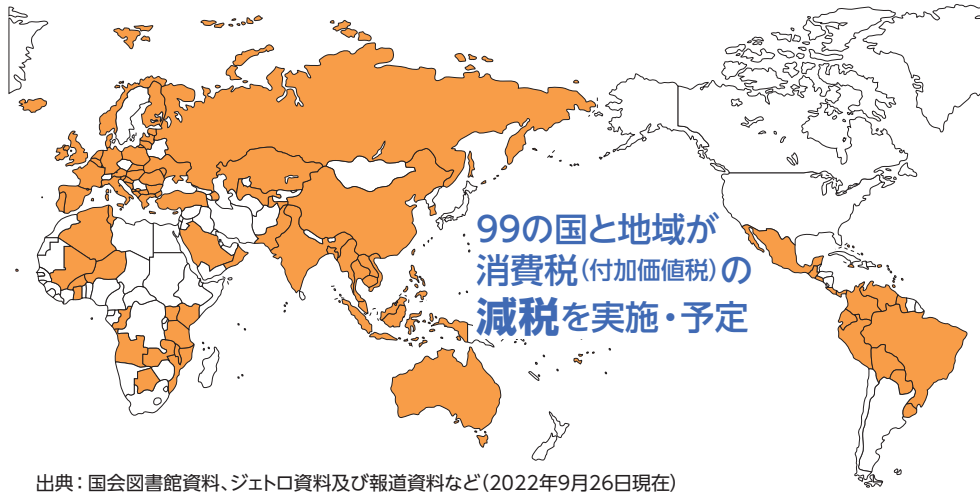 99の国と地域が
消費税(付加価値税)の
減税を実施・予定
出典：国会図書館資料、ジェトロ資料及び報道資料など(2022年9月26日現在)